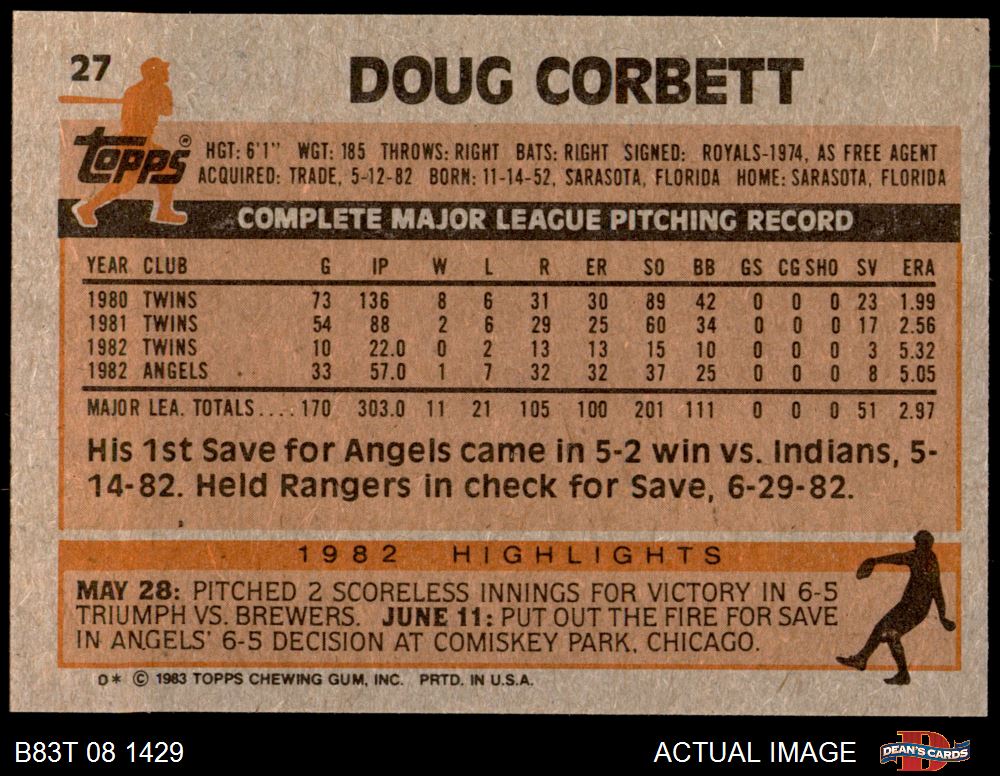 27
DOUG CORBETT
TOPPS®
HGT: 6'1" WGT: 185 THROWS: RIGHT BATS: RIGHT SIGNED: ROYALS-1974, AS FREE AGENT
ACQUIRED: TRADE, 5-12-82 BORN: 11-14-52, SARASOTA, FLORIDA HOME: SARASOTA, FLORIDA
COMPLETE MAJOR LEAGUE PITCHING RECORD
YEAR CLUB G IP W L R ER SO BB GS CG SHO SV ERA
1980 TWINS 73 136 8 6 31 30 89 42 0 0 0 23 1.99
1981 TWINS 54 88 2 6 29 25 60 34 0 0 0 17 2.56
1982 TWINS 10 22.0 0 2 13 13 15 10 0 0 0 3 5.32
1982 ANGELS 33 57.0 1 7 32 32 37 25 0 0 0 8 5.05
MAJOR LEA. TOTALS.... 170 303.0 11 21 105 100 201 111 0 0 0 51 2.97
His 1st Save for Angels came in 5-2 win vs. Indians, 5-
14-82. Held Rangers in check for Save, 6-29-82.
1982 HIGHLIGHTS
MAY 28: PITCHED 2 SCORELESS INNINGS FOR VICTORY IN 6-5
TRIUMPH VS. BREWERS. JUNE 11: PUT OUT THE FIRE FOR SAVE
IN ANGELS' 6-5 DECISION AT COMISKEY PARK, CHICAGO.
D* © 1983 TOPPS CHEWING GUM, INC. PRTD. IN U.S.A.
B83T 08 1429
ACTUAL IMAGE
DEAN'S CARDS